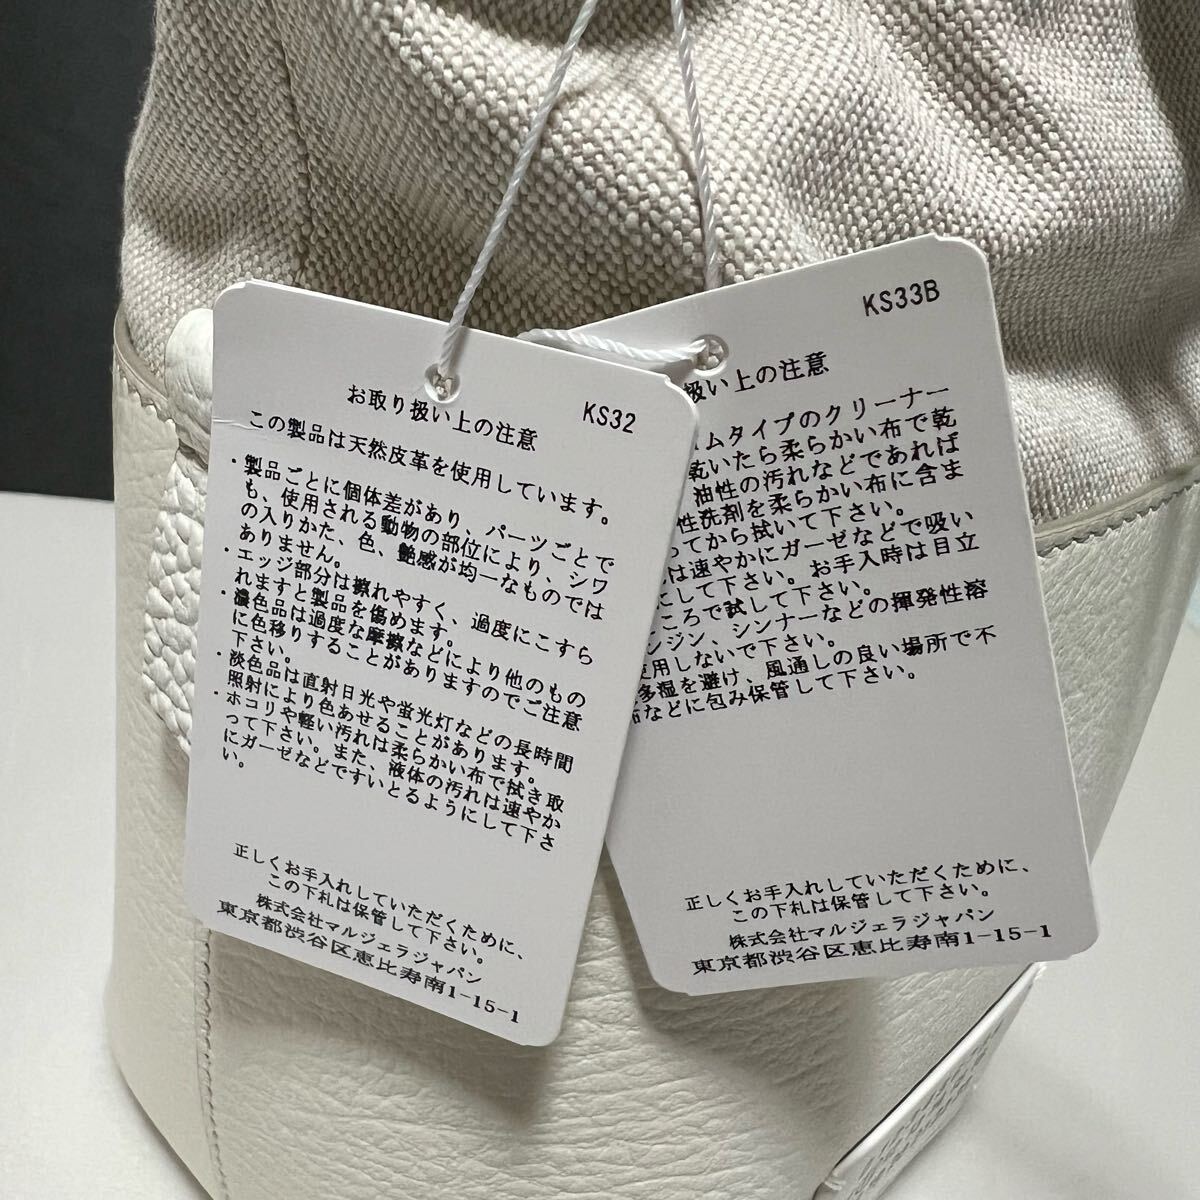 KS32
お取り扱い上の注意
この製品は天然皮革を使用しています。
・製品ごとに個体差があり、パーツごとで
も、使用される動物の部位により、シワ
の入りかた、色、艶感が均一なものでは
ありません。
・エッジ部分は擦れやすく、過度にこすら
れますと製品を傷めます。
・濃色品は過度な摩擦などにより他のもの
に色移りすることがありますのでご注意
下さい。
・淡色品は直射日光や蛍光灯などの長時間
照射により色あせることがあります。
・ホコリや軽い汚れは柔らかい布で拭き取
って下さい。また、液体の汚れは速やか
にガーゼなどですいとるようにして下さ
い。
正しくお手入れしていただくために、
この下札は保管して下さい。
株式会社マルジェラジャパン
東京都渋谷区恵比寿南1-15-1
KS33B
扱い上の注意
ムタイプのクリーナー
乾いたら柔らかい布で乾
油性の汚れなどであれば
性洗剤を柔らかい布に含ま
ってから拭いて下さい。
は速やかにガーゼなどで吸い
にして下さい。お手入時は目立
ころで試して下さい。
ンジン、シンナーなどの揮発性溶
使用しないで下さい。
多湿を避け、風通しの良い場所で不
布などに包み保管して下さい。
正しくお手入れしていただくために、
この下札は保管して下さい。
株式会社マルジェラジャパン
東京都渋谷区恵比寿南1-15-1